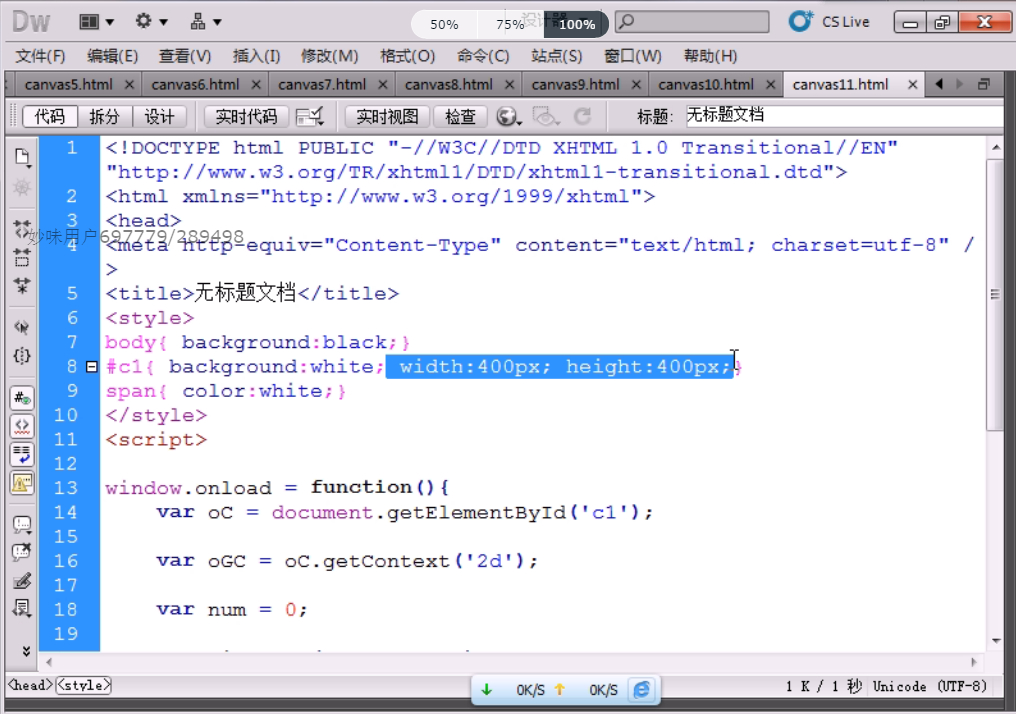 Dw
50% 75% 100%
CS Live
文件(F) 编辑(E) 查看(V) 插入(I) 修改(M) 格式(O) 命令(C) 站点(S) 窗口(W) 帮助(H)
canvas5.html canvas6.html canvas7.html canvas8.html canvas9.html canvas10.html canvas11.html
代码 拆分 设计 实时代码 实时视图 检查 标题: 无标题文档
1 <!DOCTYPE html PUBLIC "-//W3C//DTD XHTML 1.0 Transitional//EN"
"http://www.w3.org/TR/xhtml1/DTD/xhtml1-transitional.dtd">
2 <html xmlns="http://www.w3.org/1999/xhtml">
3 <head>
妙味用户697779/289498
4 <meta http-equiv="Content-Type" content="text/html; charset=utf-8" /
>
5 <title>无标题文档</title>
6 <style>
7 body{ background:black;}
8 #c1{ background:white; width:400px; height:400px;}
9 span{ color:white;}
10 </style>
11 <script>
12
13 window.onload = function(){
14 var oC = document.getElementById('c1');
15
16 var oGC = oC.getContext('2d');
17
18 var num = 0;
19
<head> <style>
0K/S 0K/S
1 K / 1 秒 Unicode (UTF-8)